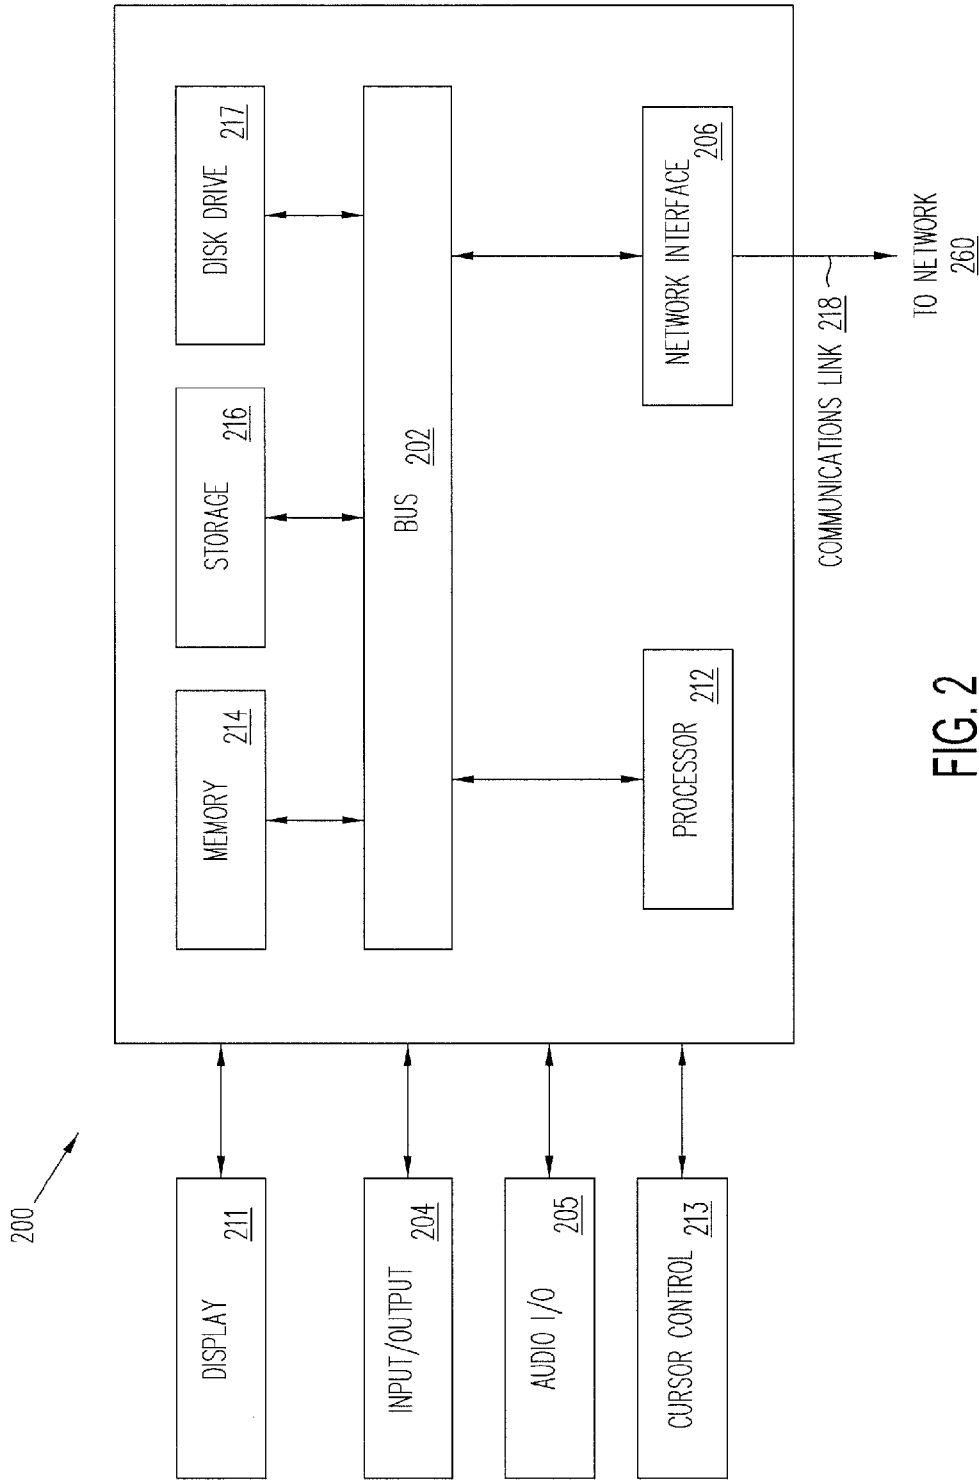 200
DISPLAY
211
INPUT/OUTPUT
204
AUDIO I/O
205
CURSOR CONTROL
213
MEMORY
214
STORAGE
216
DISK DRIVE
217
BUS
202
PROCESSOR
212
NETWORK INTERFACE
206
COMMUNICATIONS LINK 218
TO NETWORK
260
FIG. 2